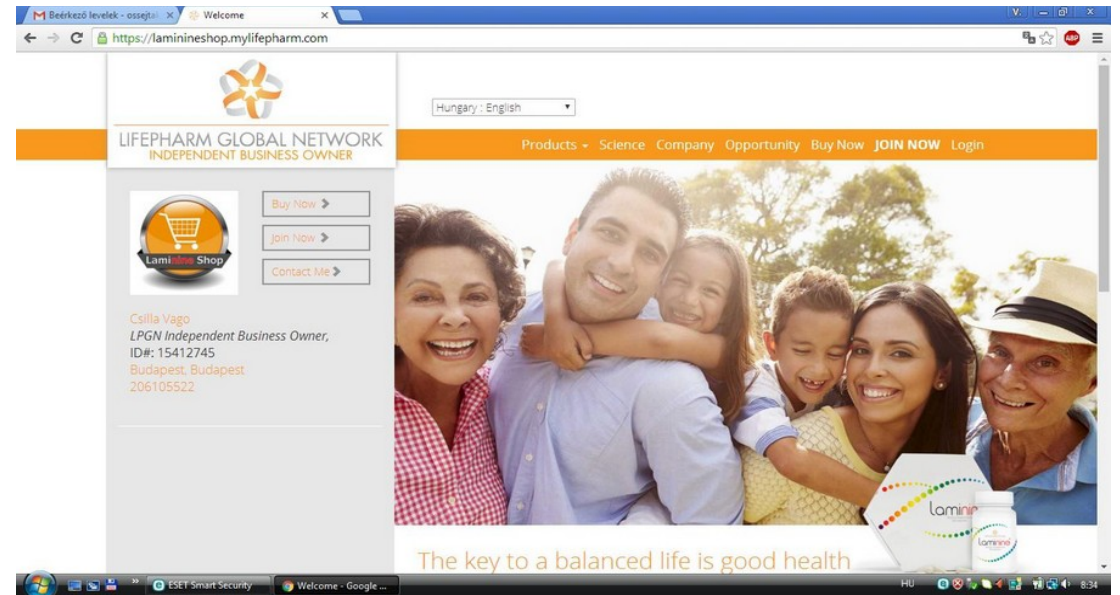 Beérkező levelek - ossejtal
Welcome
https://laminineshop.mylifepharm.com
ABP
Hungary : English
LIFEPHARM GLOBAL NETWORK
INDEPENDENT BUSINESS OWNER
Products Science Company Opportunity Buy Now JOIN NOW Login
Buy Now
Join Now
Contact Me
Laminine Shop
Csilla Vago
LPGN Independent Business Owner,
ID#: 15412745
Budapest, Budapest
206105522
laminine
laminine
The key to a balanced life is good health
ESET Smart Security
Welcome - Google ...
HU
8:34